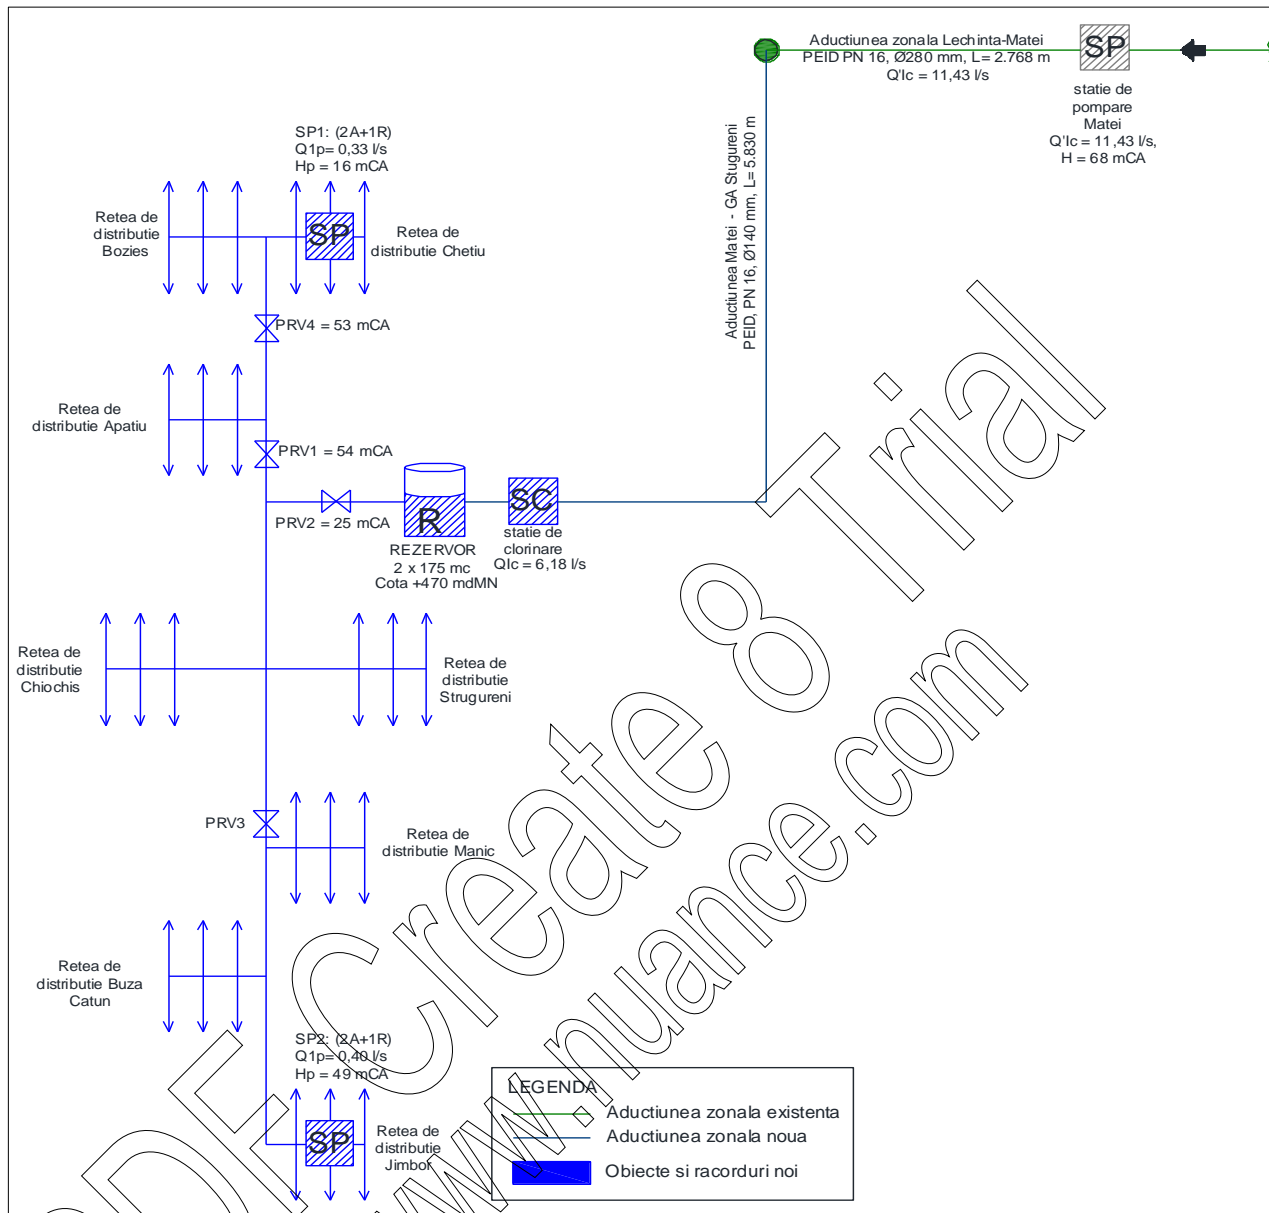 Aductiunea zonala Lechinta-Matei
PEID PN 16, Ø280 mm, L= 2.768 m
Q'Ic = 11,43 l/s
SP
statie de
pompare
Matei
Q'Ic = 11,43 l/s,
H = 68 mCA
Aductiunea Matei - GA Stugureni
PEID, PN 16, Ø140 mm, L= 5.830 m
SP1: (2A+1R)
Q1p= 0,33 l/s
Hp = 16 mCA
Retea de
distributie
Bozies
SP
Retea de
distributie Chetiu
PRV4 = 53 mCA
Retea de
distributie Apatiu
PRV1 = 54 mCA
PRV2 = 25 mCA
R
REZERVOR
2 x 175 mc
Cota +470 mdMN
SC
statie de
clorinare
QIc = 6,18 l/s
Retea de
distributie
Chiochis
Retea de
distributie
Strugureni
PRV3
Retea de
distributie Manic
Retea de
distributie Buza
Catun
SP2: (2A+1R)
Q1p= 0,40 l/s
Hp = 49 mCA
SP
Retea de
distributie
Jimbor
LEGENDA
Aductiunea zonala existenta
Aductiunea zonala noua
Obiecte si racorduri noi
PDF Create 8 Trial
www.nuance.com